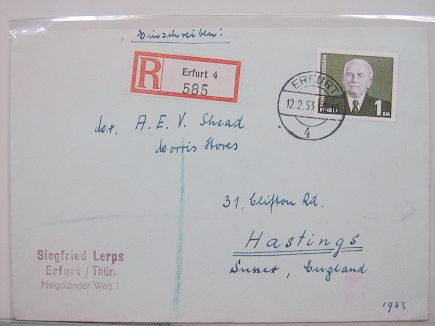 Einschreiben!
R
Erfurt 4
585
ERFURT
12.2.53
4
1
DM
Mr. A. E. V. Shead
Morris Stores
31, Clifton Rd.
Hastings
Sussex, England
Siegfried Lerps
Erfurt / Thür.
Helgoländer Weg 1.
1953